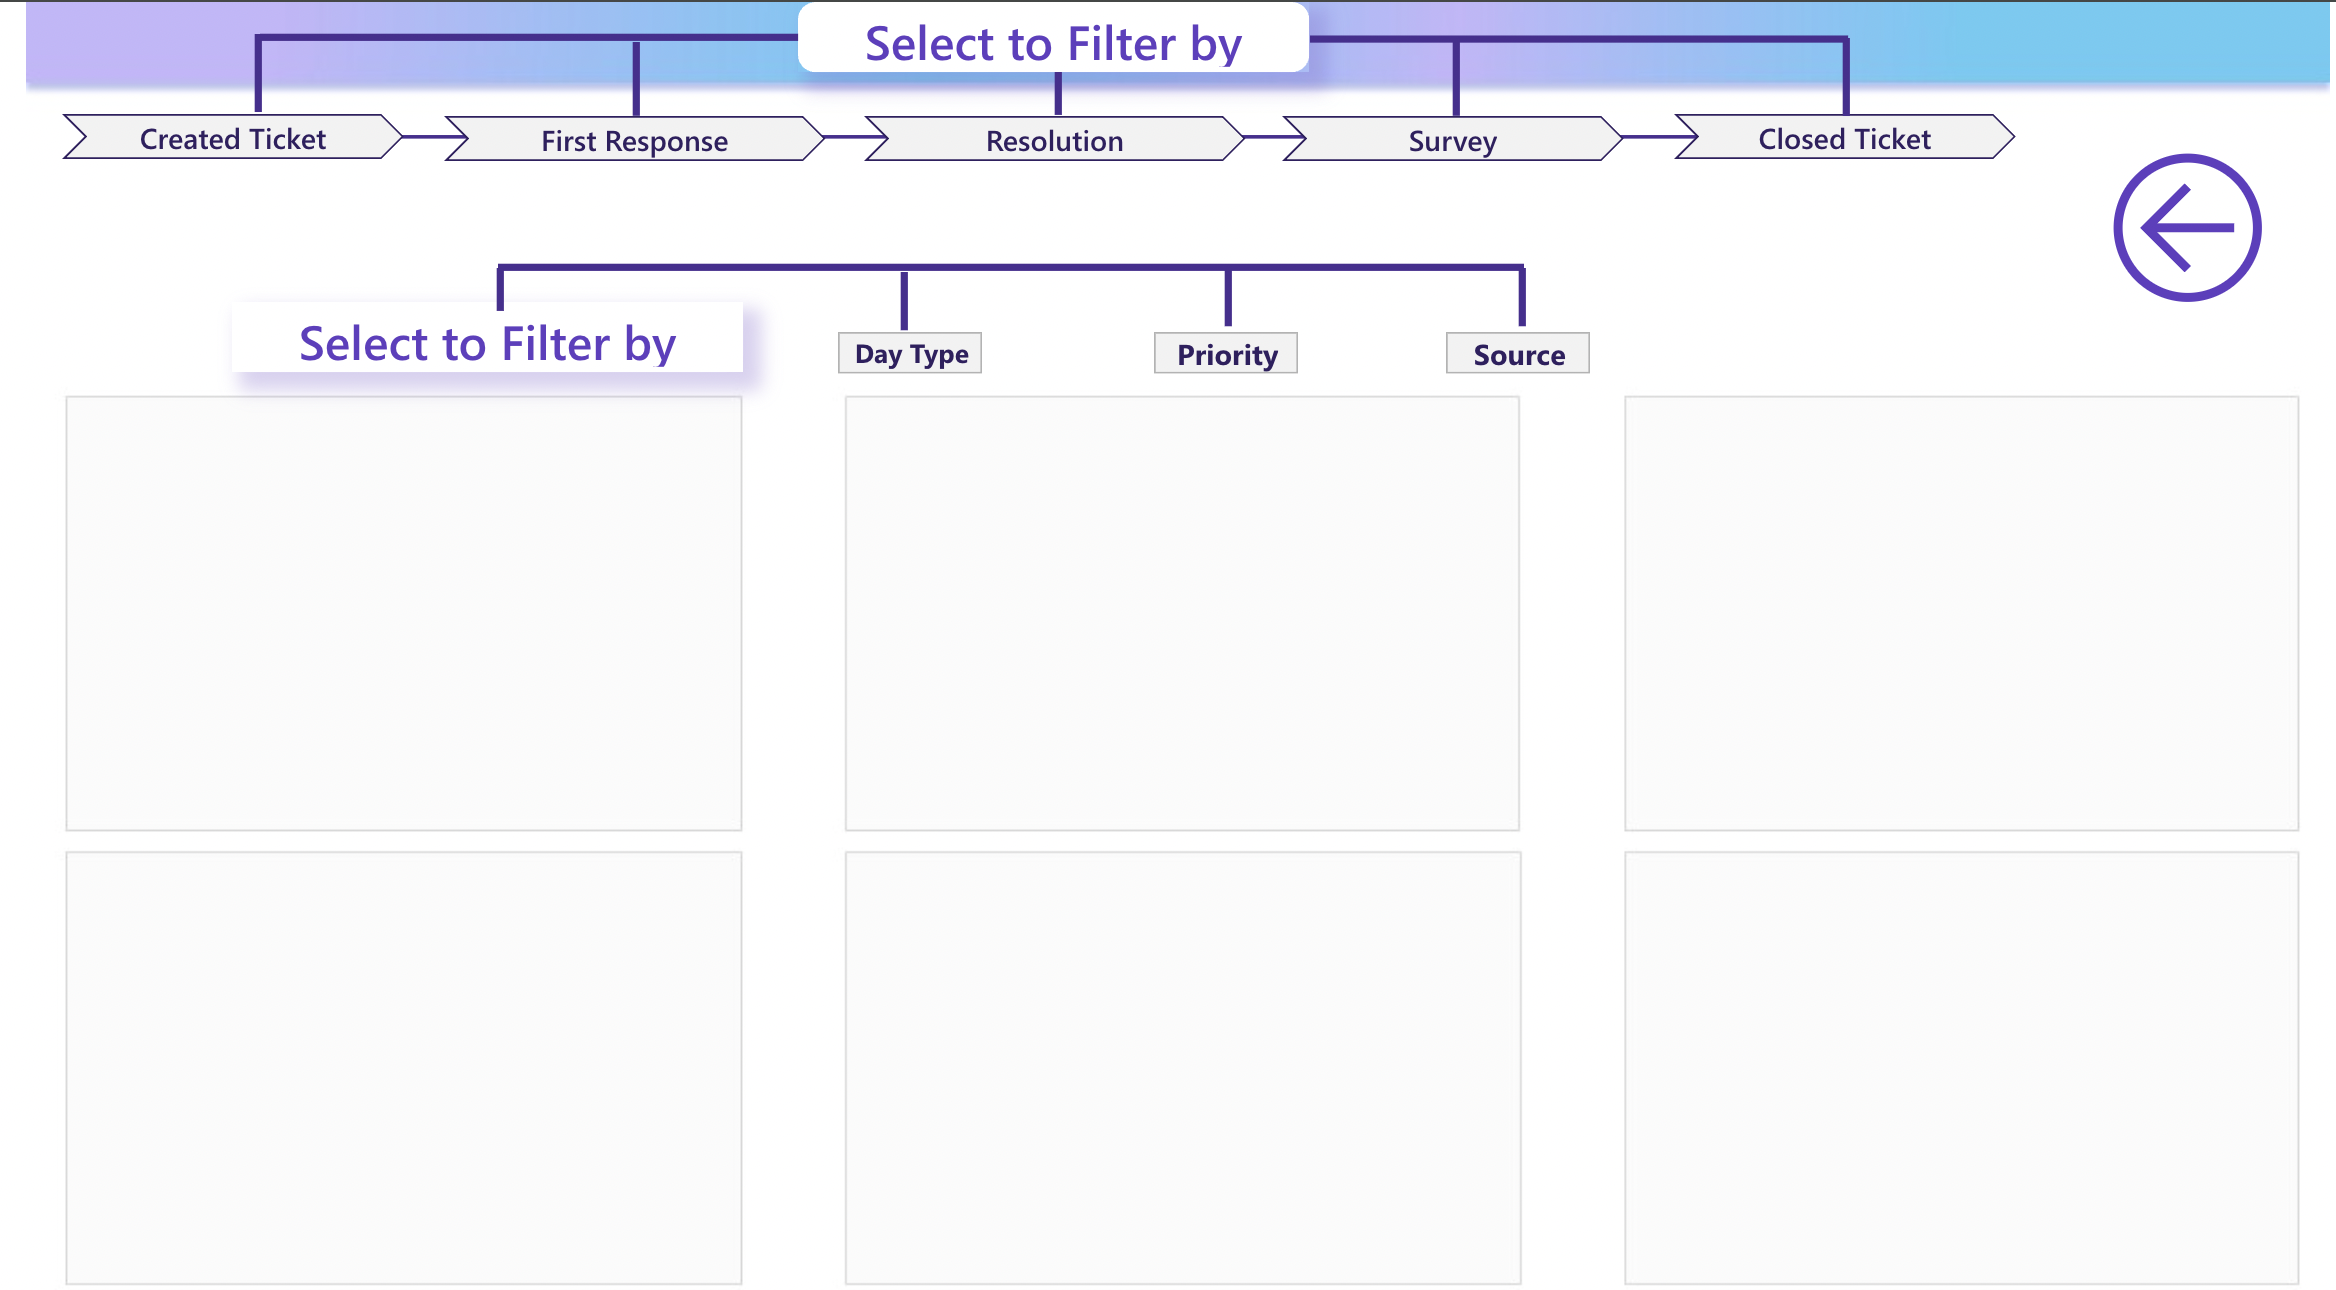 Select to Filter by
Created Ticket
First Response
Resolution
Survey
Closed Ticket
Select to Filter by
Day Type
Priority
Source